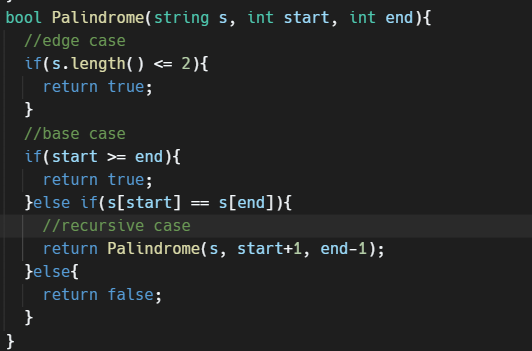 bool Palindrome(string s, int start, int end){
  //edge case
  if(s.length() <= 2){
    return true;
  }
  //base case
  if(start >= end){
    return true;
  }else if(s[start] == s[end]){
    //recursive case
    return Palindrome(s, start+1, end-1);
  }else{
    return false;
  }
}